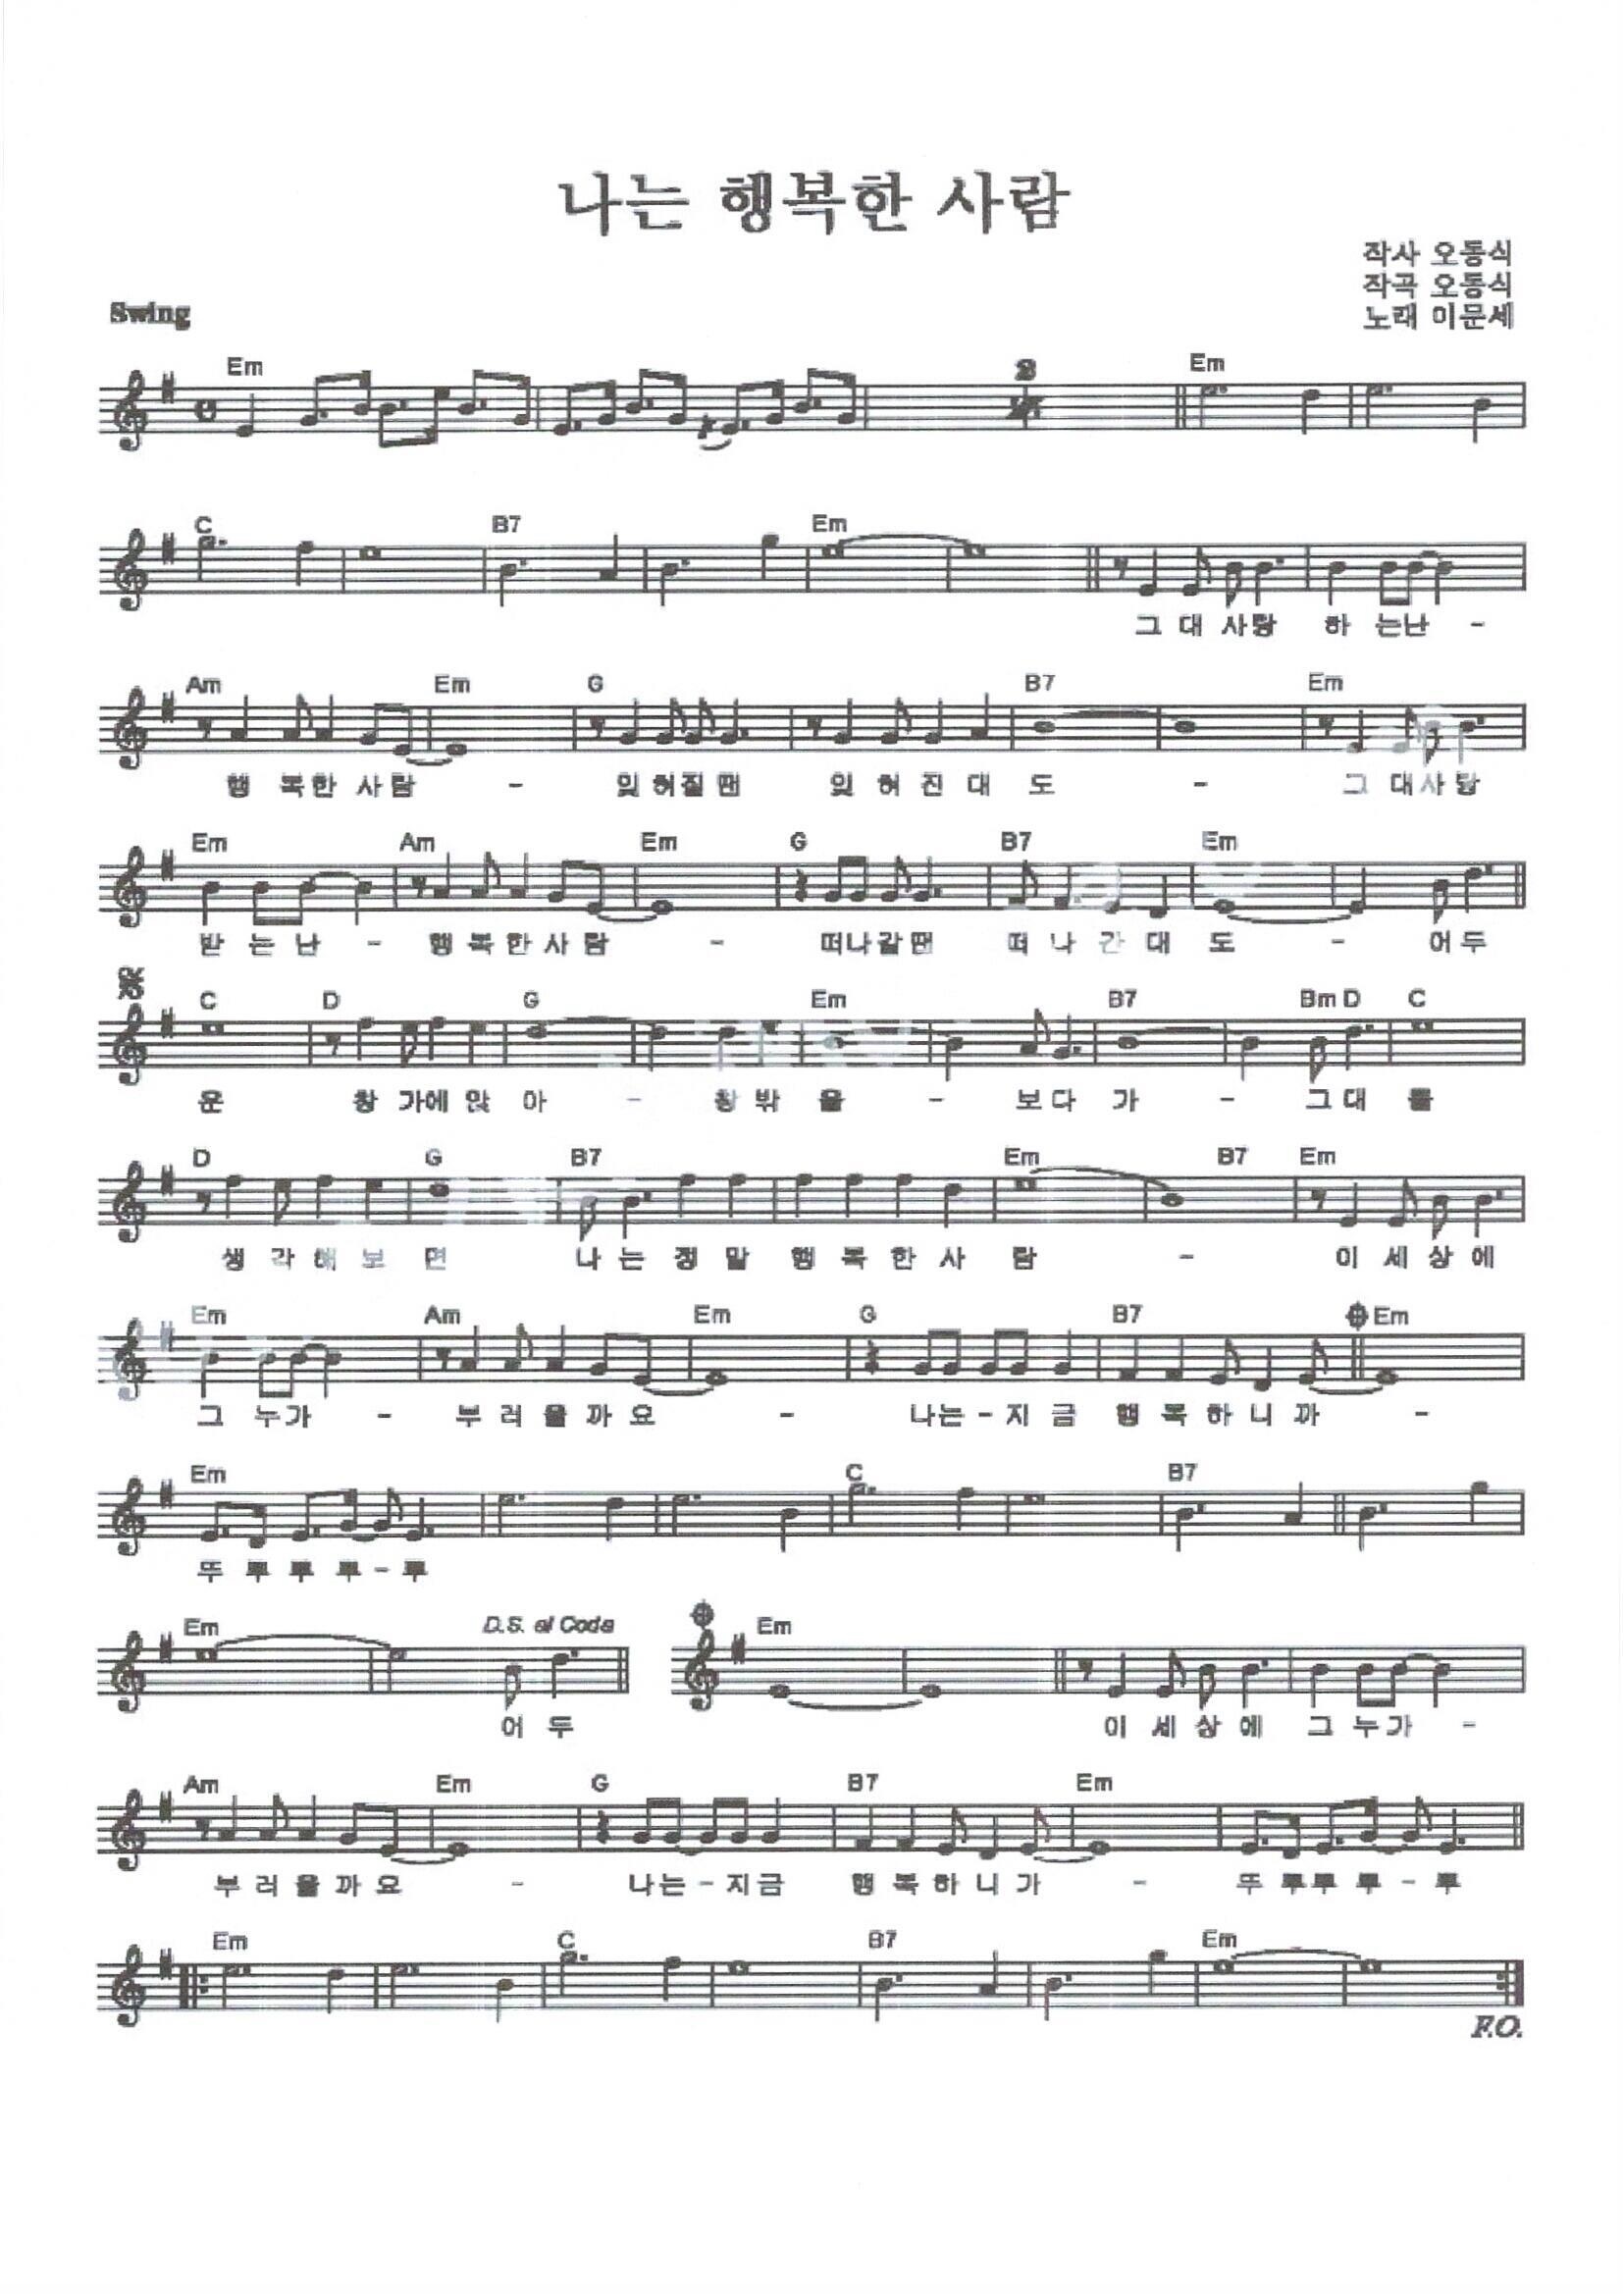 나는 행복한 사람
작사 오동식
작곡 오동식
노래 이문세
Swing
Em 2 Em
C B7 Em
그 대 사랑 하 는난 -
Am Em G B7 Em
행 복한 사 람 - 잊 혀질 땐 잊 혀 진 대 도 - 그 대사 랑
Em Am Em G B7 Em
받 는 난 - 행 복 한 사 람 - 떠나갈땐 떠 나 간 대 도 - 어두
C D G Em B7 Bm D C
운 창 가에 앉 아 - 창 밖 을 - 보 다 가 - 그대 를
D G B7 Em B7 Em
생 각 해 보 면 나 는 정 말 행 복 한 사 람 - 이 세 상 에
Em Am Em G B7 Em
그 누가 - 부 러 울 까 요 - 나는 - 지 금 행 복 하 니 까 -
Em C B7
뚜 루 루 루 - 루
Em D.S. al Coda Em
어 두 이 세 상 에 그 누 가 -
Am Em G B7 Em
부 러 울 까 요 - 나는 - 지금 행 복 하 니 가 - 뚜 루루 루 - 루
Em C B7 Em
F.O.